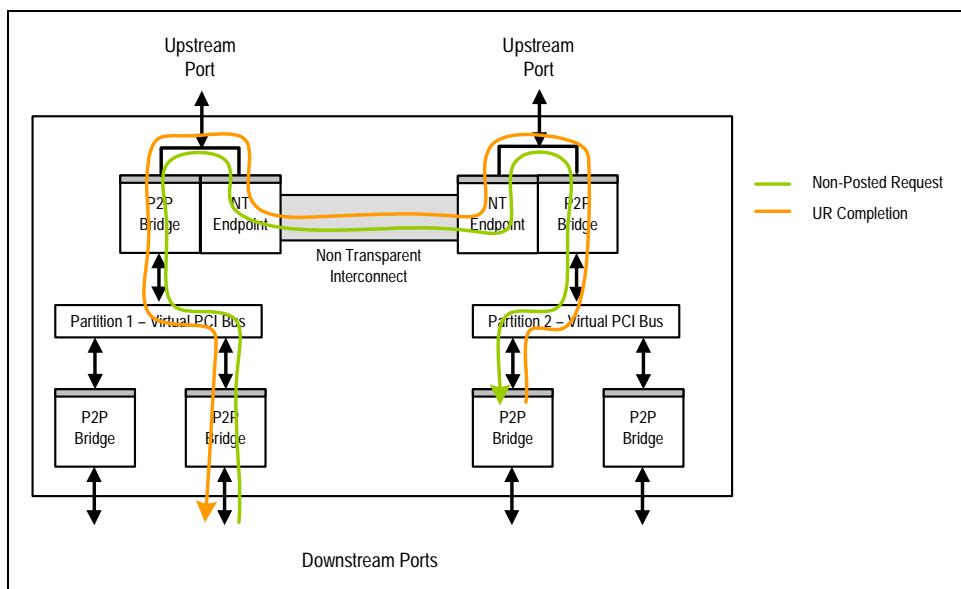 Upstream
Port
Upstream
Port
P2P
Bridge
NT
Endpoint
NT
Endpoint
P2P
Bridge
Non-Posted Request
UR Completion
Non Transparent
Interconnect
Partition 1 – Virtual PCI Bus
Partition 2 – Virtual PCI Bus
P2P
Bridge
P2P
Bridge
P2P
Bridge
P2P
Bridge
Downstream Ports